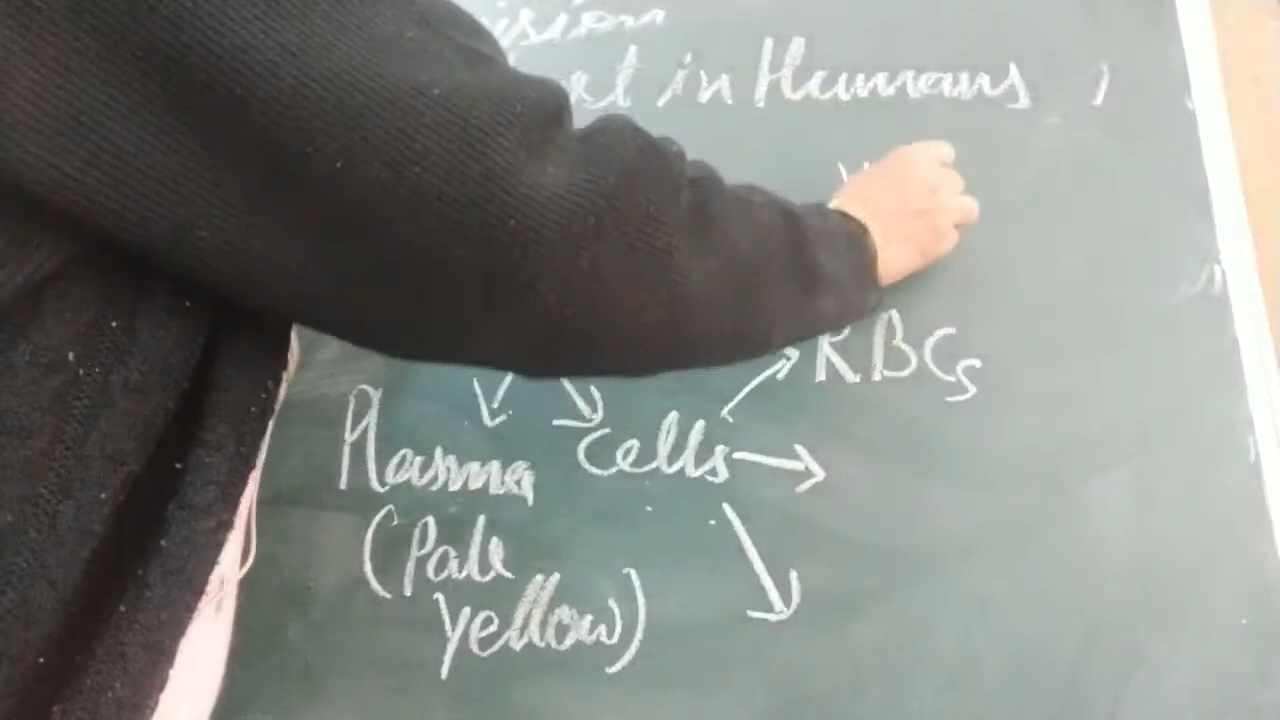 in Humans
RBCs
Plasma Cells
(Pale
yellow)